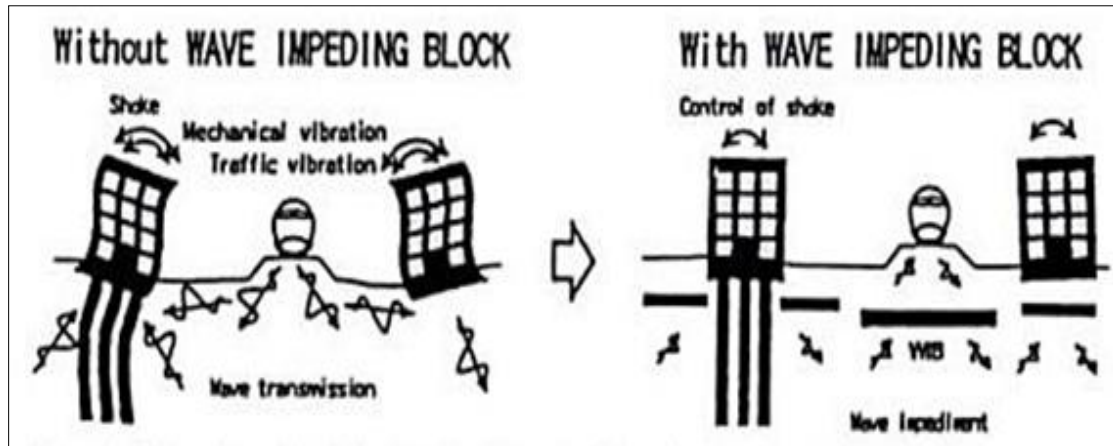 Without WAVE IMPEDING BLOCK
Shake
Mechanical vibration
Traffic vibration
Wave transmission
With WAVE IMPEDING BLOCK
Control of shake
WIB
Wave impediment